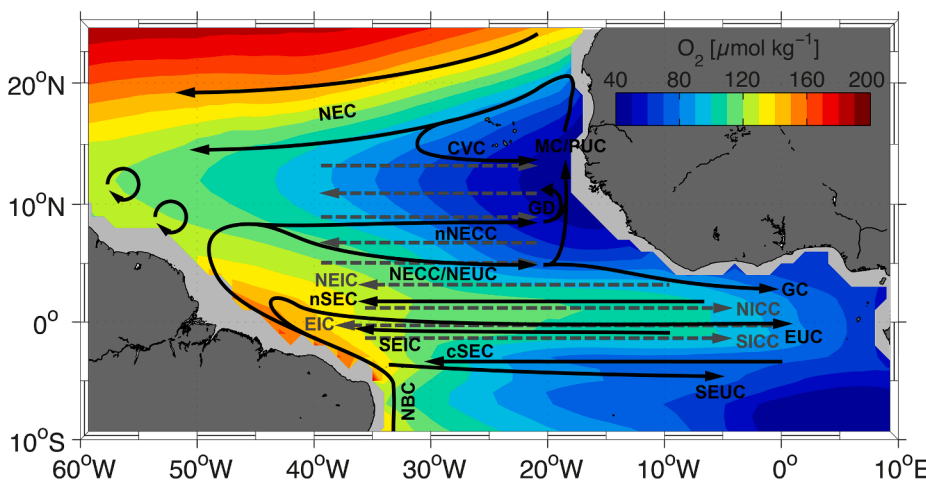 O₂ [µmol kg⁻¹]
40 80 120 160 200
20°N
10°N
0°
10°S
NEC
CVC
MC/PUC
GD
nNECC
NECC/NEUC
NEIC
GC
nSEC
NICC
EIC
EUC
SEIC
SICC
cSEC
SEUC
NBC
60°W 50°W 40°W 30°W 20°W 10°W 0° 10°E